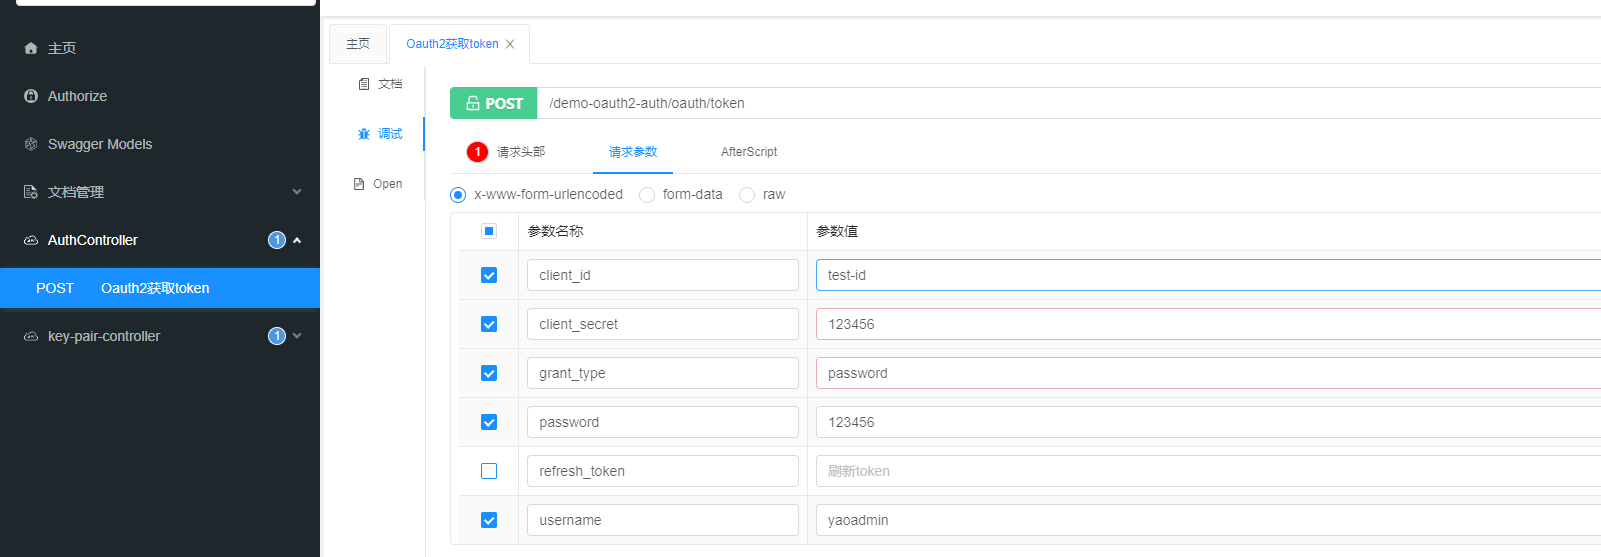 主页
Authorize
Swagger Models
文档管理
AuthController 1
POST Oauth2获取token
key-pair-controller 1
主页 Oauth2获取token
文档
调试
Open
POST /demo-oauth2-auth/oauth/token
1 请求头部 请求参数 AfterScript
x-www-form-urlencoded form-data raw
参数名称 参数值
client_id test-id
client_secret 123456
grant_type password
password 123456
refresh_token 刷新token
username yaoadmin